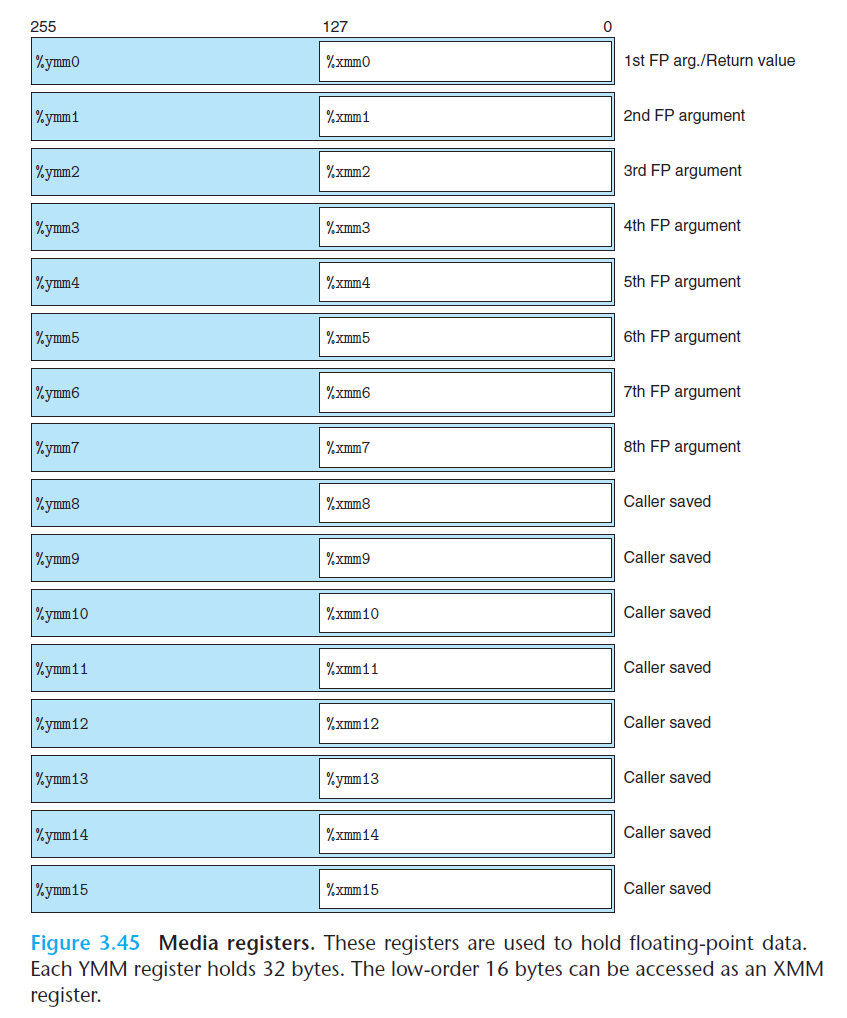 255 127 0
%ymm0 %xmm0 1st FP arg./Return value
%ymm1 %xmm1 2nd FP argument
%ymm2 %xmm2 3rd FP argument
%ymm3 %xmm3 4th FP argument
%ymm4 %xmm4 5th FP argument
%ymm5 %xmm5 6th FP argument
%ymm6 %xmm6 7th FP argument
%ymm7 %xmm7 8th FP argument
%ymm8 %xmm8 Caller saved
%ymm9 %xmm9 Caller saved
%ymm10 %xmm10 Caller saved
%ymm11 %xmm11 Caller saved
%ymm12 %xmm12 Caller saved
%ymm13 %ymm13 Caller saved
%ymm14 %xmm14 Caller saved
%ymm15 %xmm15 Caller saved
Figure 3.45 Media registers. These registers are used to hold floating-point data.
Each YMM register holds 32 bytes. The low-order 16 bytes can be accessed as an XMM
register.